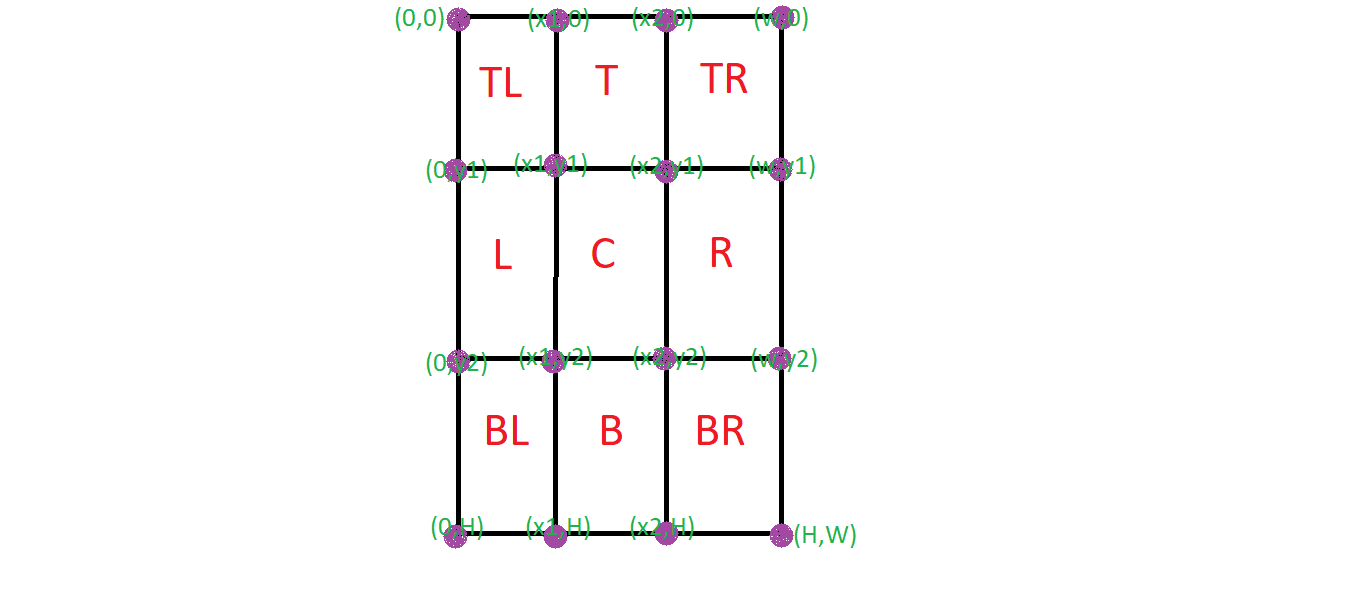 (0,0) (x1,0) (x2,0) (w,0)
TL T TR
(0,y1) (x1,y1) (x2,y1) (w,y1)
L C R
(0,y2) (x1,y2) (x2,y2) (w,y2)
BL B BR
(0,H) (x1,H) (x2,H) (H,W)